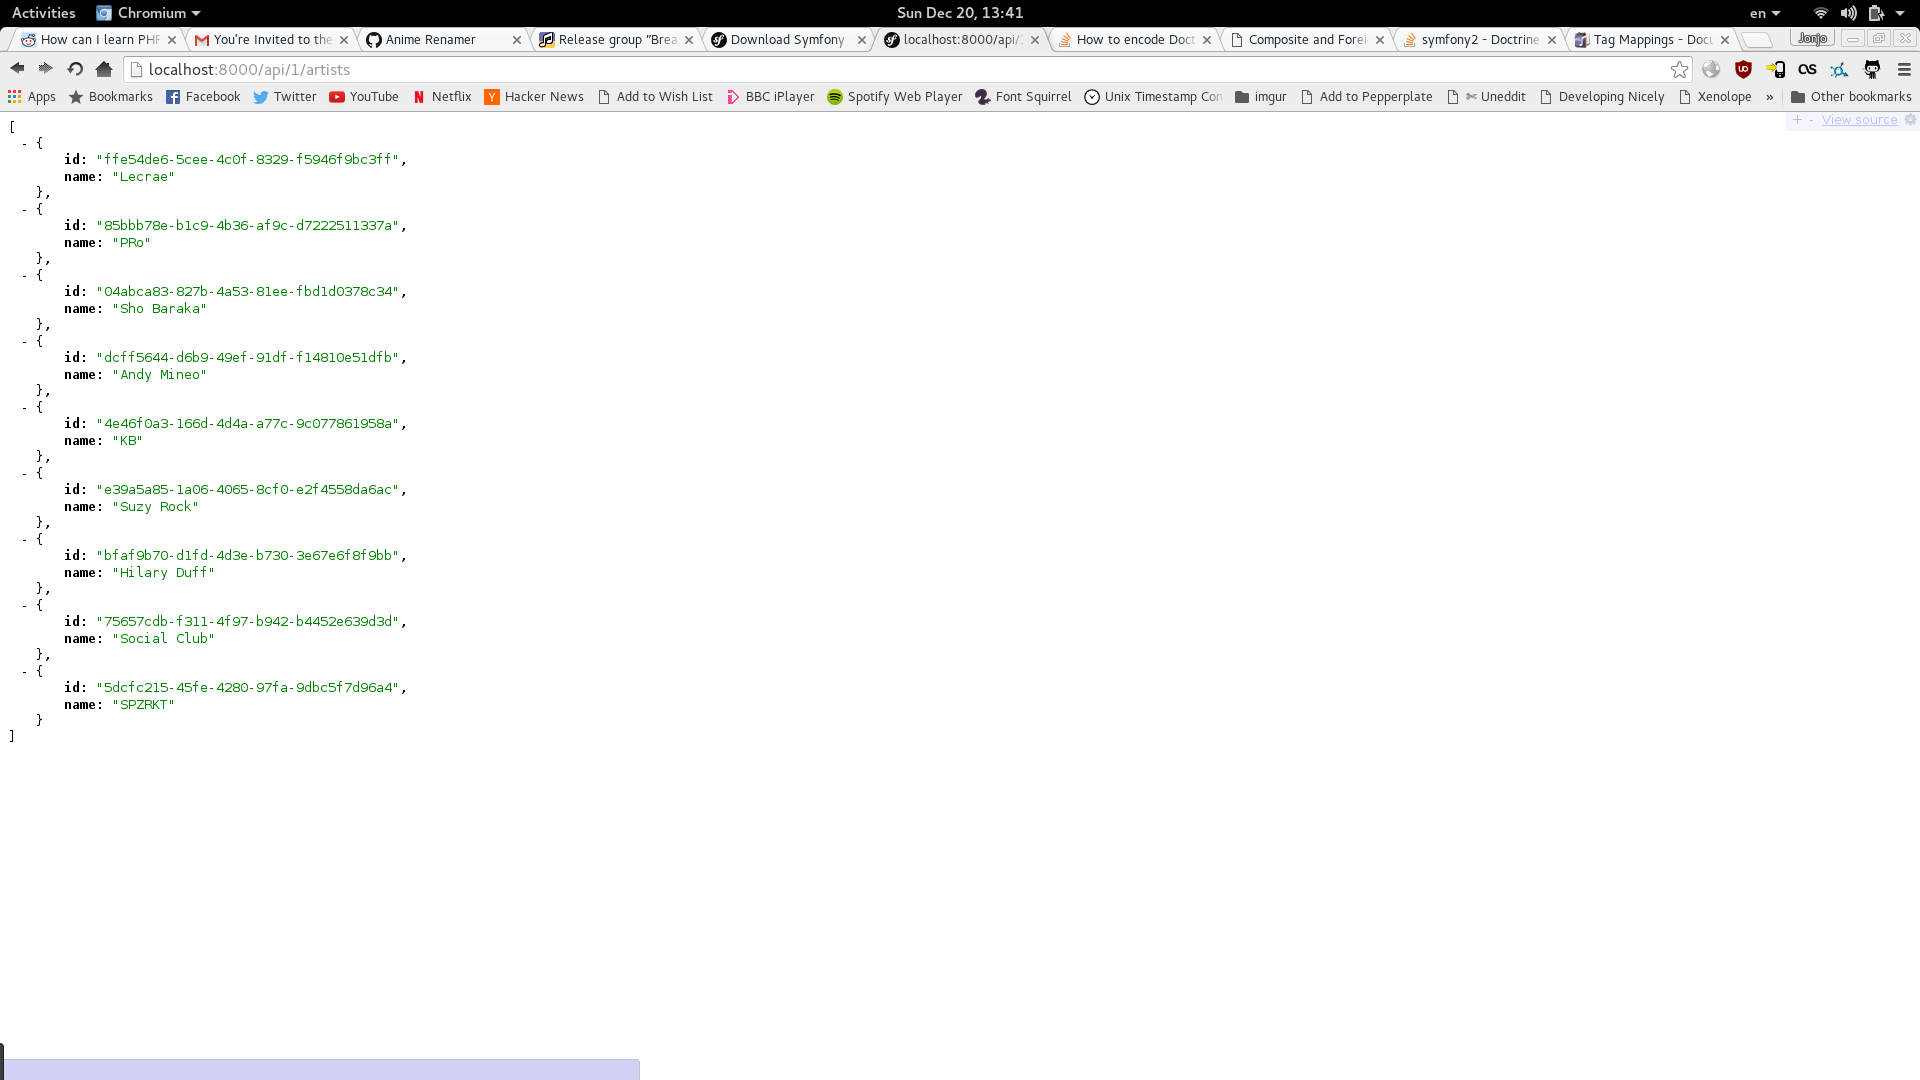 Activities Chromium Sun Dec 20, 13:41 en
How can I learn PHP You're Invited to the Anime Renamer Release group "Brea Download Symfony localhost:8000/api/1 How to encode Doct Composite and Forei symfony2 - Doctrine Tag Mappings - Docu Jonjo
localhost:8000/api/1/artists
Apps Bookmarks Facebook Twitter YouTube Netflix Hacker News Add to Wish List BBC iPlayer Spotify Web Player Font Squirrel Unix Timestamp Con imgur Add to Pepperplate Uneddit Developing Nicely Xenolope » Other bookmarks
+ - View source
[
- {
id: "ffe54de6-5cee-4c0f-8329-f5946f9bc3ff",
name: "Lecrae"
},
- {
id: "85bbb78e-b1c9-4b36-af9c-d7222511337a",
name: "PRo"
},
- {
id: "04abca83-827b-4a53-81ee-fbd1d0378c34",
name: "Sho Baraka"
},
- {
id: "dcff5644-d6b9-49ef-91df-f14810e51dfb",
name: "Andy Mineo"
},
- {
id: "4e46f0a3-166d-4d4a-a77c-9c077861958a",
name: "KB"
},
- {
id: "e39a5a85-1a06-4065-8cf0-e2f4558da6ac",
name: "Suzy Rock"
},
- {
id: "bfaf9b70-d1fd-4d3e-b730-3e67e6f8f9bb",
name: "Hilary Duff"
},
- {
id: "75657cdb-f311-4f97-b942-b4452e639d3d",
name: "Social Club"
},
- {
id: "5dcfc215-45fe-4280-97fa-9dbc5f7d96a4",
name: "SPZRKT"
}
]